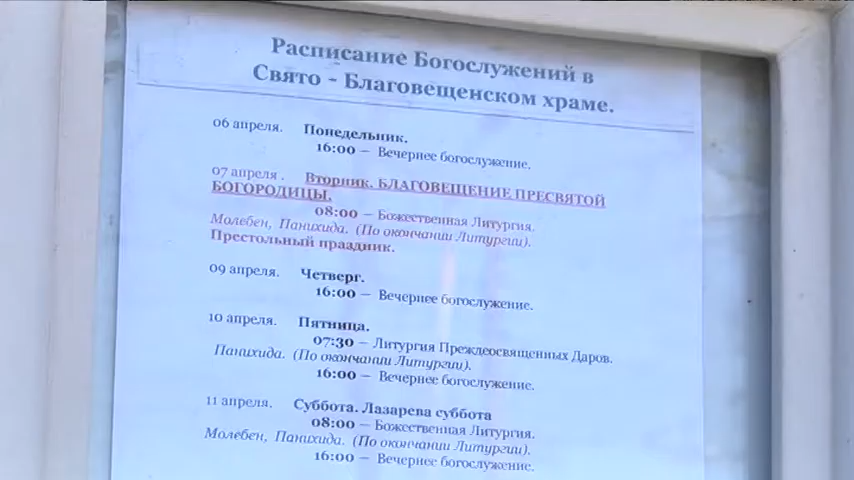 Расписание Богослужений в
Свято - Благовещенском храме.
06 апреля. Понедельник.
16:00 – Вечернее богослужение.
07 апреля . Вторник. БЛАГОВЕЩЕНИЕ ПРЕСВЯТОЙ
БОГОРОДИЦЫ.
08:00 – Божественная Литургия.
Молебен, Панихида. (По окончании Литургии).
Престольный праздник.
09 апреля. Четверг.
16:00 – Вечернее богослужение.
10 апреля. Пятница.
07:30 – Литургия Преждеосвященных Даров.
Панихида. (По окончании Литургии).
16:00 – Вечернее богослужение.
11 апреля. Суббота. Лазарева суббота
08:00 – Божественная Литургия.
Молебен, Панихида. (По окончании Литургии).
16:00 – Вечернее богослужение.